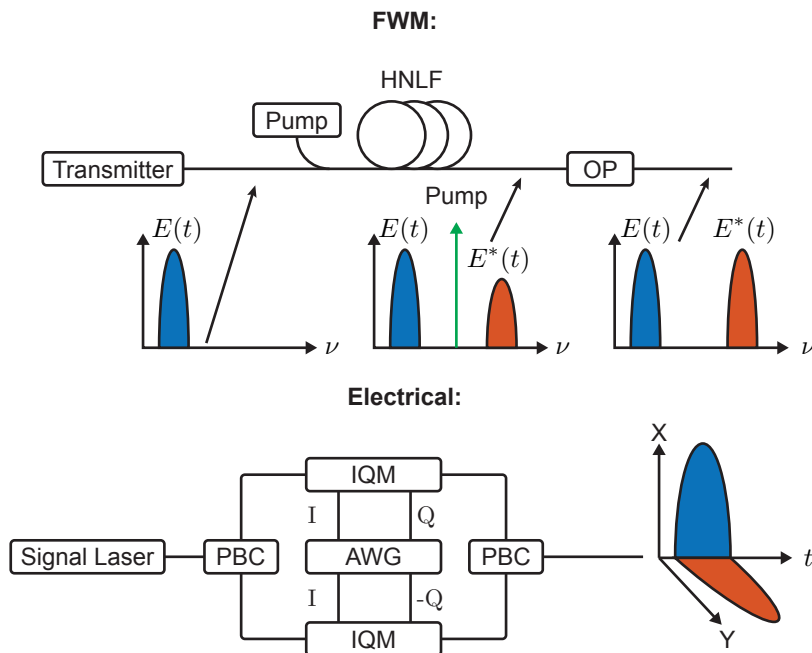 FWM:
HNLF
Pump
Transmitter
OP
Pump
E(t)
E(t)
E*(t)
E(t)
E*(t)
ν
ν
ν
Electrical:
X
IQM
I
Q
Signal Laser
PBC
AWG
PBC
t
I
-Q
IQM
Y